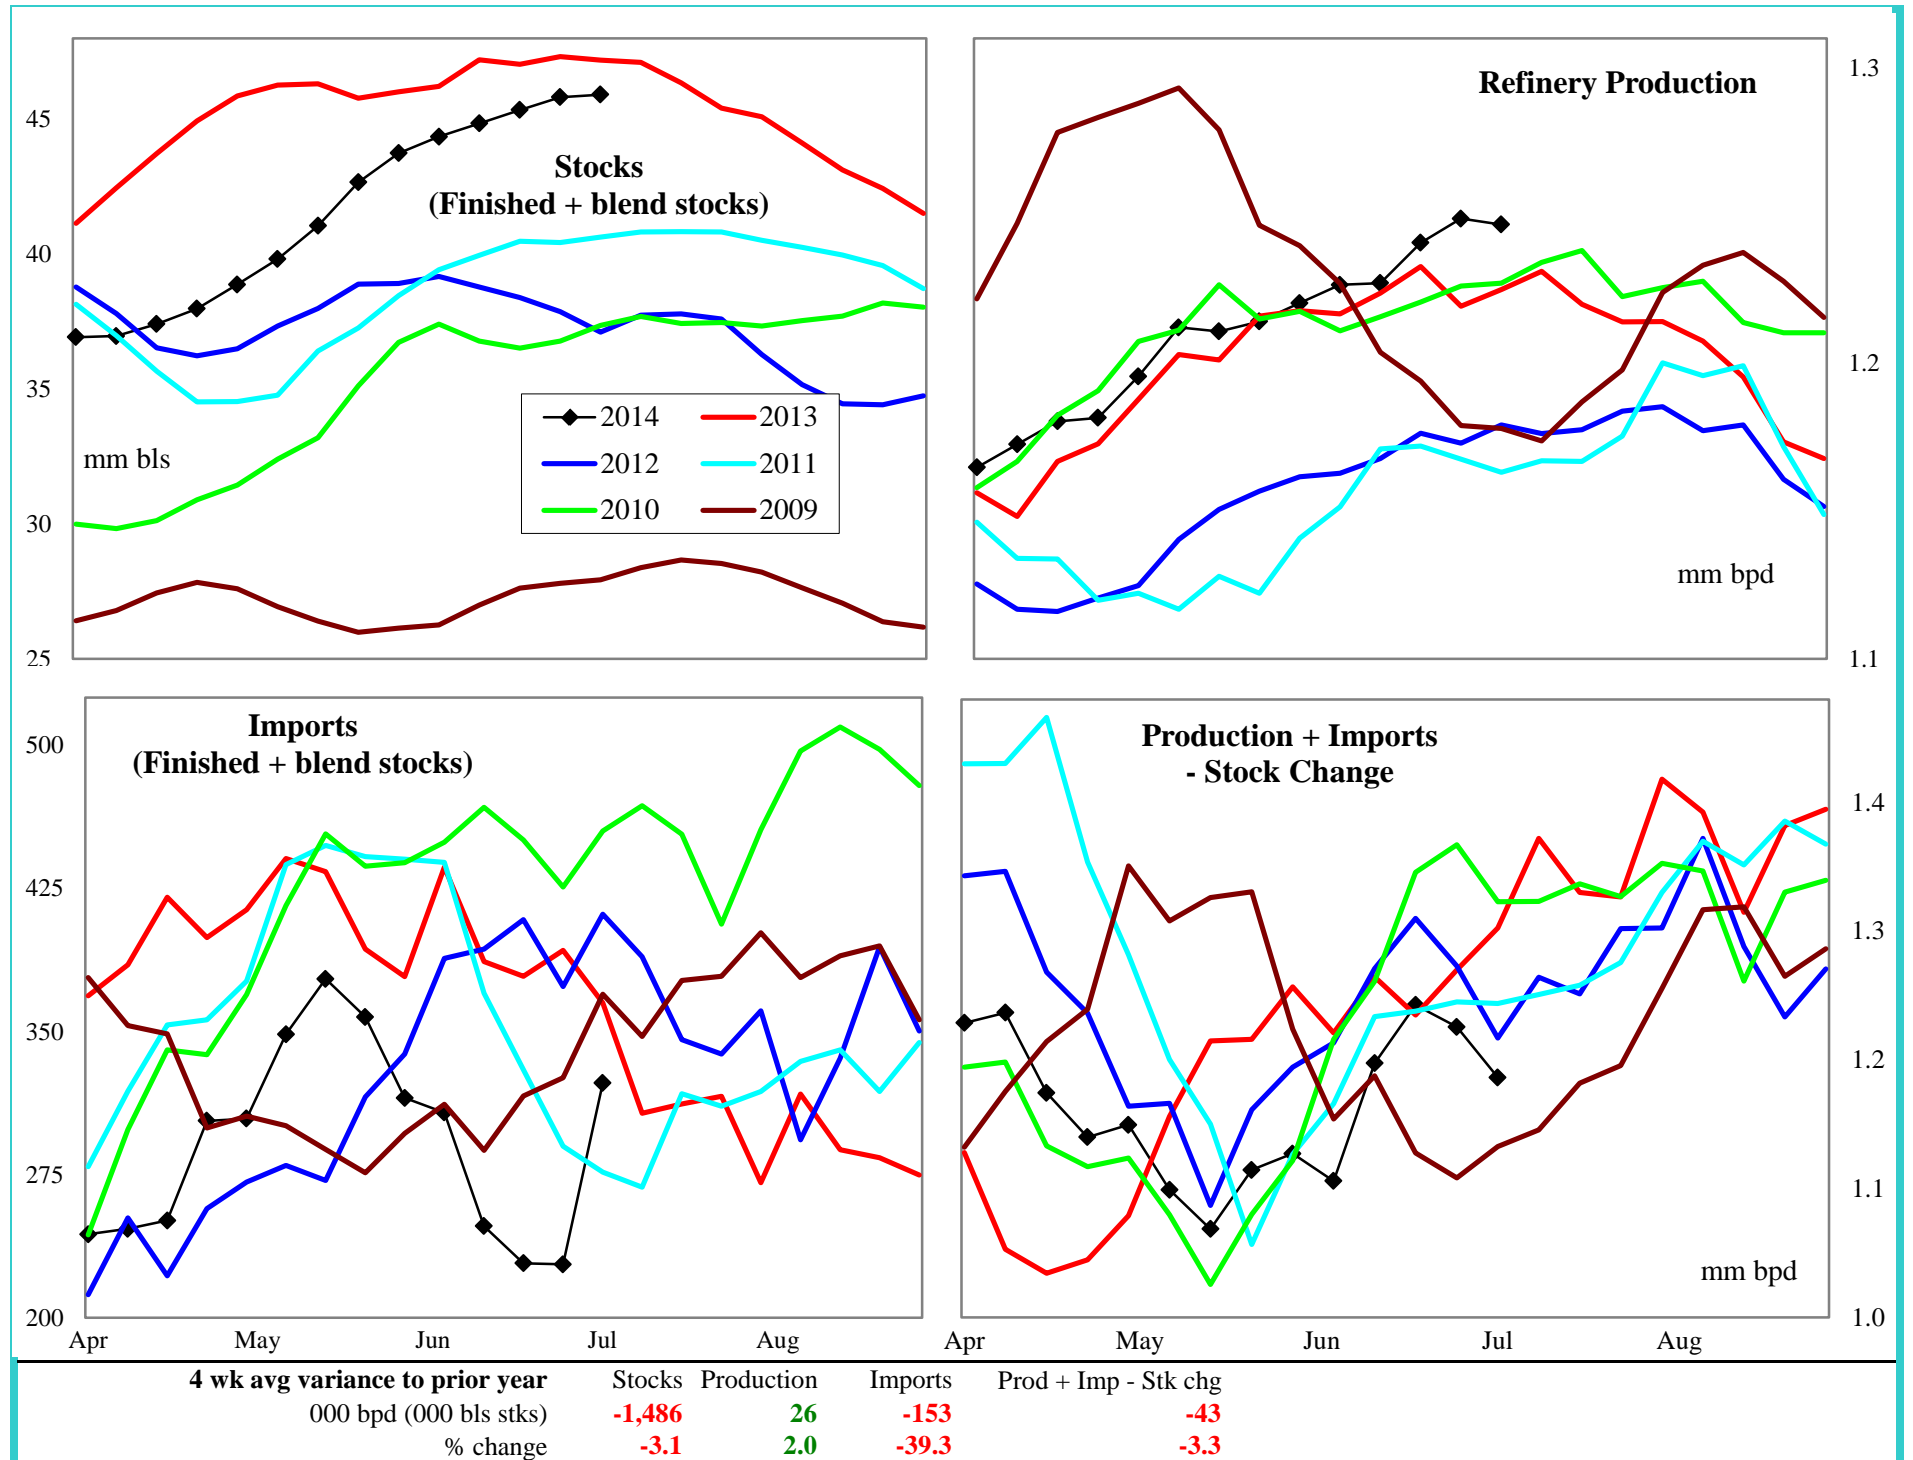 Stocks
(Finished + blend stocks)
45
40
35
30
25
mm bls
2014 2013
2012 2011
2010 2009
Refinery Production
1.3
1.2
1.1
mm bpd
Imports
(Finished + blend stocks)
500
425
350
275
200
Apr May Jun Jul Aug
Production + Imports
- Stock Change
1.4
1.3
1.2
1.1
1.0
mm bpd
Apr May Jun Jul Aug
4 wk avg variance to prior year Stocks Production Imports Prod + Imp - Stk chg
000 bpd (000 bls stks) -1,486 26 -153 -43
% change -3.1 2.0 -39.3 -3.3